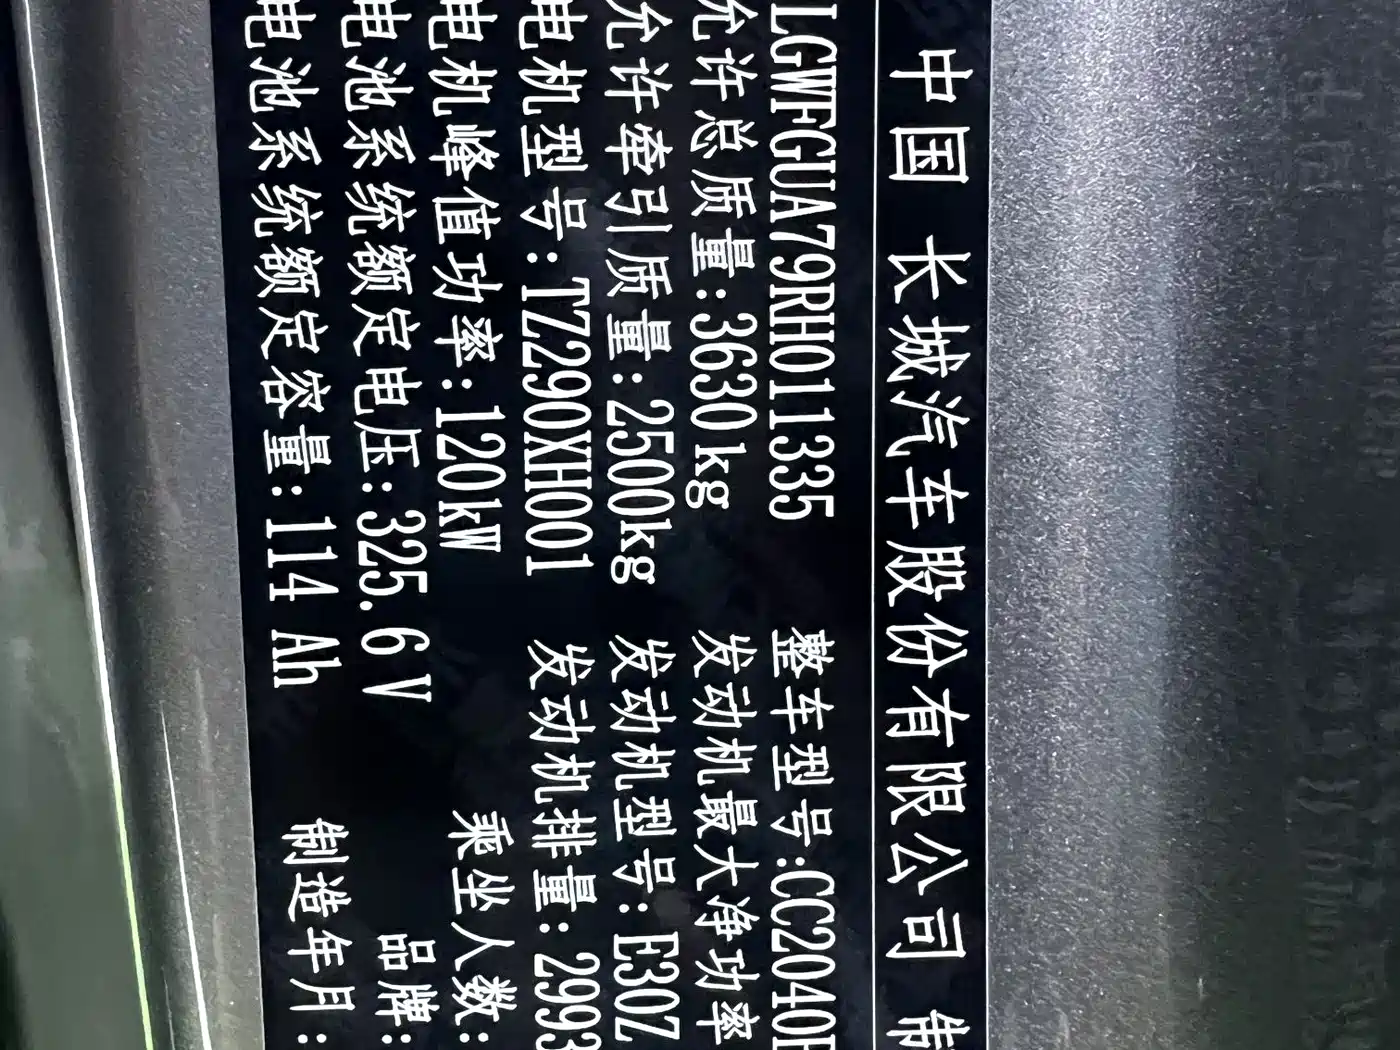 中国 长城汽车股份有限公司 制
LGWFGUA79RH011335 整车型号:CC2040
允许总质量:3630kg 发动机最大净功率
允许牵引质量:2500kg 发动机型号:E30Z
电机型号:TZ290XH001 发动机排量:2993
电机峰值功率:120kW 乘坐人数:
电池系统额定电压:325.6V 品牌:
电池系统额定容量:114 Ah 制造年月: